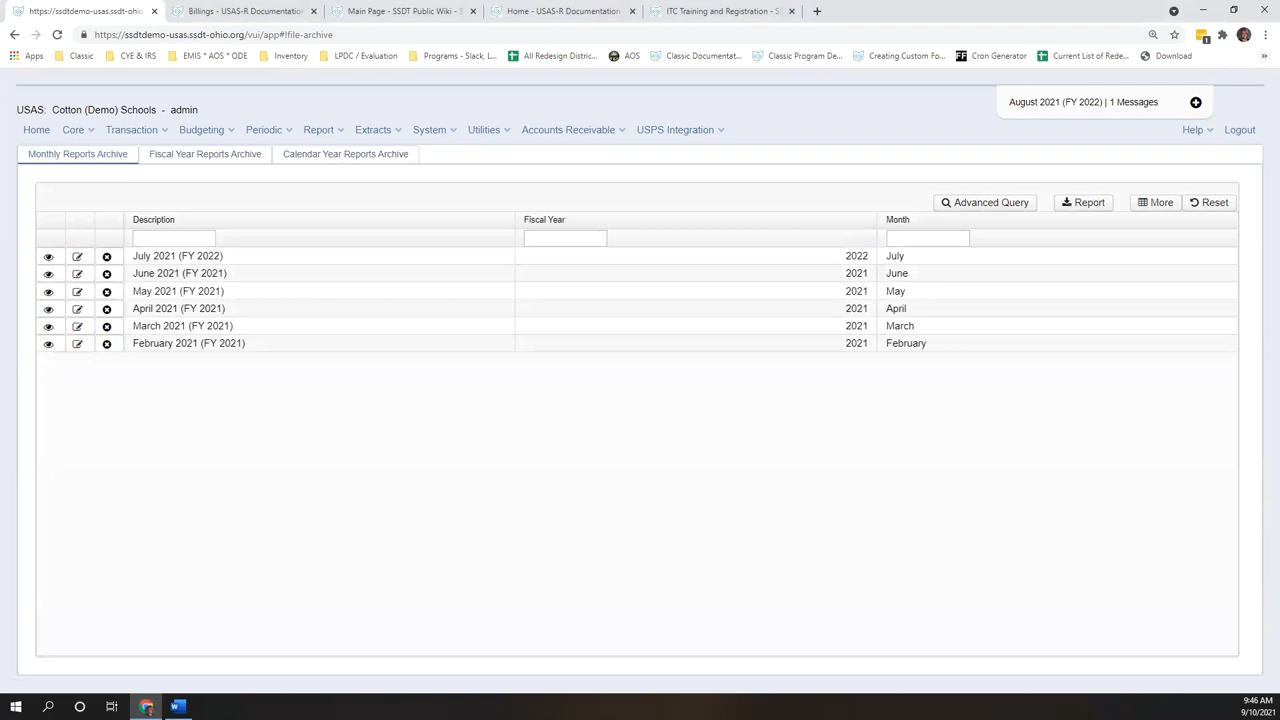 https://ssdtdemo-usas.ssdt-ohio
Billings - USAS-R Documentation
Main Page - SSDT Public Wiki
Home - USAS-R Documentation
ITC Training and Registration - SS
https://ssdtdemo-usas.ssdt-ohio.org/vui/app#!file-archive
1
Apps
Classic
CYE & IRS
EMIS * AOS * ODE
Inventory
LPDC / Evaluation
Programs - Slack, L...
All Redesign Distric...
AOS
Classic Documentat...
Classic Program De...
Creating Custom Fo...
Cron Generator
Current List of Rede...
Download
»
USAS: Cotton (Demo) Schools - admin
August 2021 (FY 2022) | 1 Messages
Home Core Transaction Budgeting Periodic Report Extracts System Utilities Accounts Receivable USPS Integration Help Logout
Monthly Reports Archive Fiscal Year Reports Archive Calendar Year Reports Archive
Advanced Query Report More Reset
Description Fiscal Year Month
July 2021 (FY 2022) 2022 July
June 2021 (FY 2021) 2021 June
May 2021 (FY 2021) 2021 May
April 2021 (FY 2021) 2021 April
March 2021 (FY 2021) 2021 March
February 2021 (FY 2021) 2021 February
9:46 AM
9/10/2021